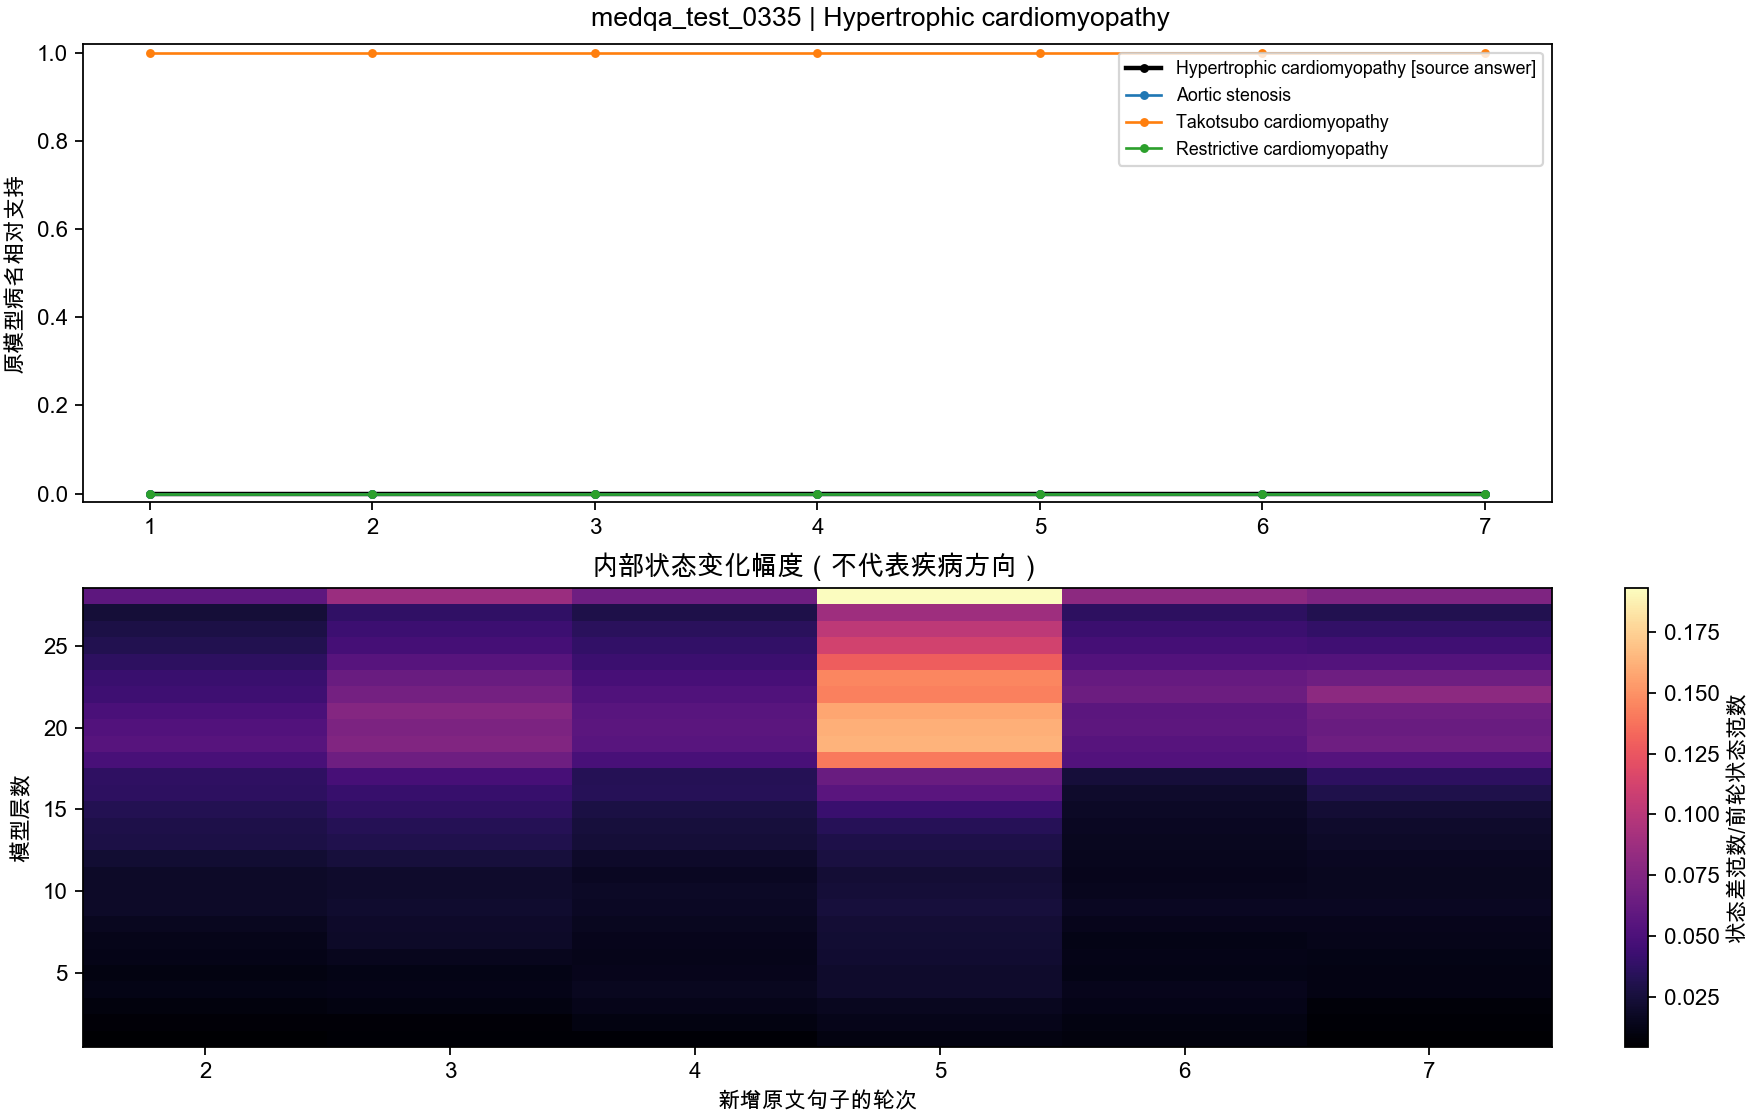 medqa_test_0335 | Hypertrophic cardiomyopathy
原模型病名相对支持
1.0
0.8
0.6
0.4
0.2
0.0
Hypertrophic cardiomyopathy [source answer]
Aortic stenosis
Takotsubo cardiomyopathy
Restrictive cardiomyopathy
1 2 3 4 5 6 7
内部状态变化幅度（不代表疾病方向）
模型层数
25
20
15
10
5
2 3 4 5 6 7
新增原文句子的轮次
0.175
0.150
0.125
0.100
0.075
0.050
0.025
状态差范数/前轮状态范数